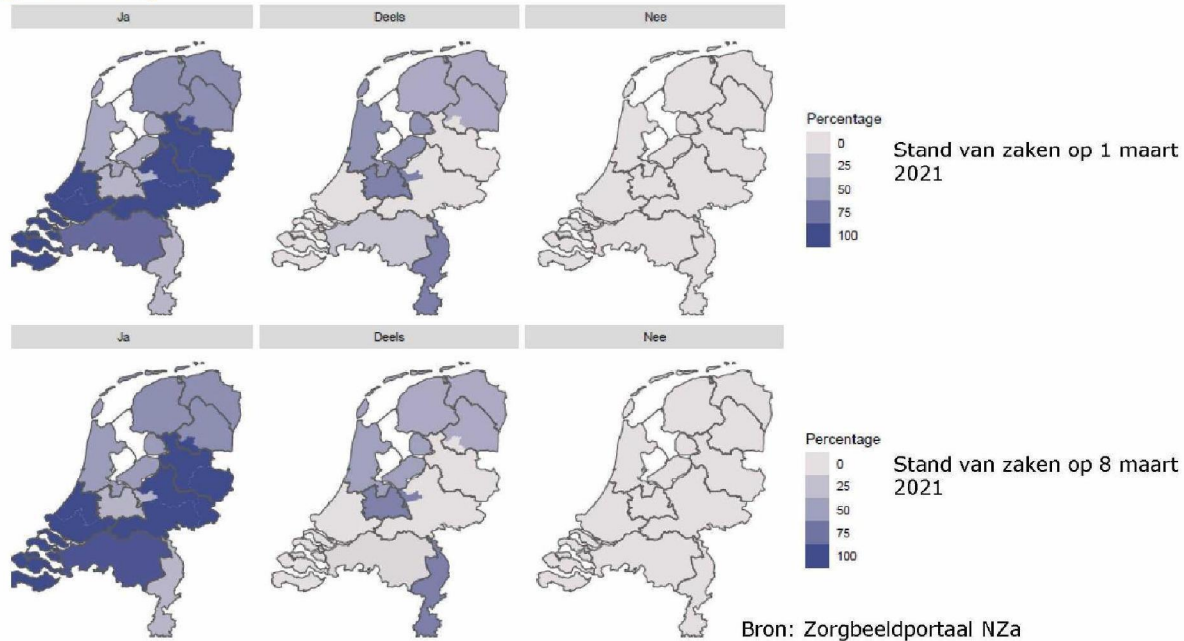 Ja
Deels
Nee
Percentage
0
25
50
75
100
Stand van zaken op 1 maart
2021
Ja
Deels
Nee
Percentage
0
25
50
75
100
Stand van zaken op 8 maart
2021
Bron: Zorgbeeldportaal NZa